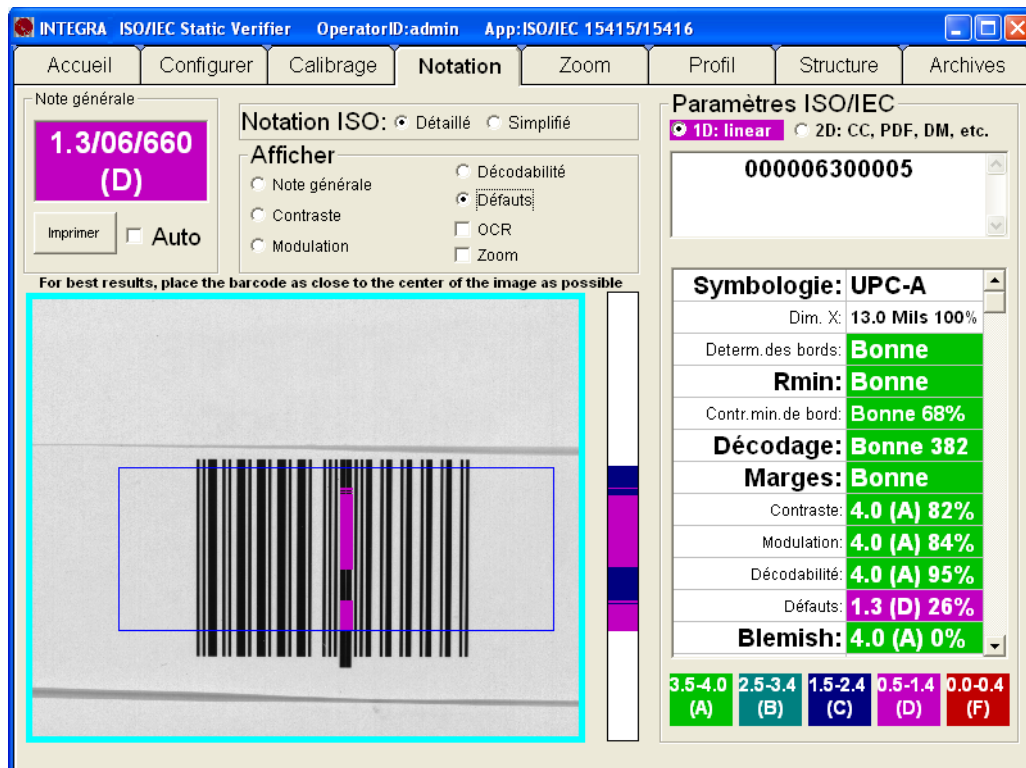 INTEGRA ISO/IEC Static Verifier OperatorID:admin App:ISO/IEC 15415/15416
Accueil Configurer Calibrage Notation Zoom Profil Structure Archives
Note générale
1.3/06/660
(D)
Imprimer Auto
Notation ISO: Détaillé Simplifié
Afficher
Note générale
Contraste
Modulation
Décodabilité
Défauts
OCR
Zoom
For best results, place the barcode as close to the center of the image as possible
Paramètres ISO/IEC
1D: linear 2D: CC, PDF, DM, etc.
000006300005
Symbologie: UPC-A
Dim. X: 13.0 Mils 100%
Determ.des bords: Bonne
Rmin: Bonne
Contr.min.de bord: Bonne 68%
Décodage: Bonne 382
Marges: Bonne
Contraste: 4.0 (A) 82%
Modulation: 4.0 (A) 84%
Décodabilité: 4.0 (A) 95%
Défauts: 1.3 (D) 26%
Blemish: 4.0 (A) 0%
3.5-4.0 2.5-3.4 1.5-2.4 0.5-1.4 0.0-0.4
(A) (B) (C) (D) (F)